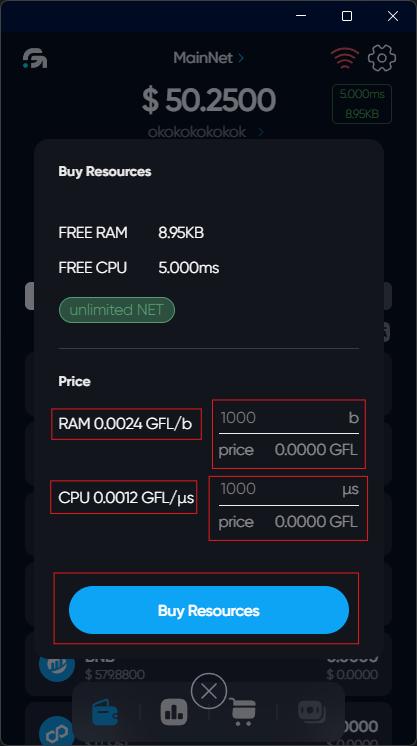 MainNet
$ 50.2500
5.000ms
8.95KB
okokokokokok
Buy Resources
FREE RAM 8.95KB
FREE CPU 5.000ms
unlimited NET
Price
RAM 0.0024 GFL/b
1000 b
price 0.0000 GFL
CPU 0.0012 GFL/µs
1000 µs
price 0.0000 GFL
Buy Resources
BNB 0.0000
$ 579.8800 $ 0.0000